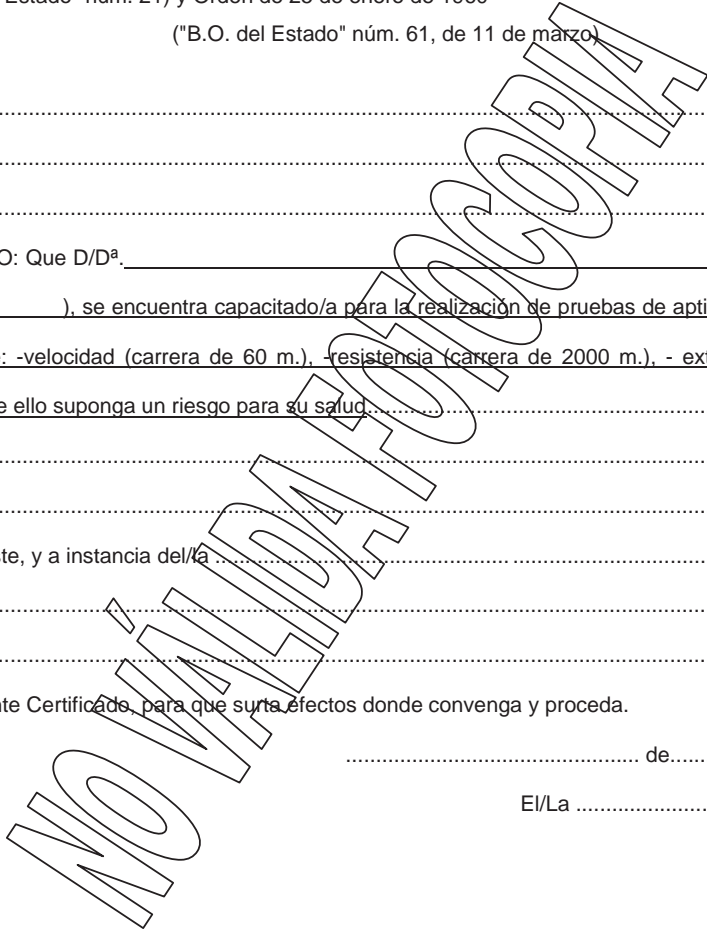 Estado" núm. 21) y Orden de 25 de enero de 1969
("B.O. del Estado" núm. 61, de 11 de marzo)
O: Que D/Dª.
), se encuentra capacitado/a para la realización de pruebas de apti
: -velocidad (carrera de 60 m.), -resistencia (carrera de 2000 m.), - ext
e ello suponga un riesgo para su salud
ste, y a instancia del/la
nte Certificado, para que surta efectos donde convenga y proceda.
de
El/La
NO VÁLIDA FOTOCOPIA